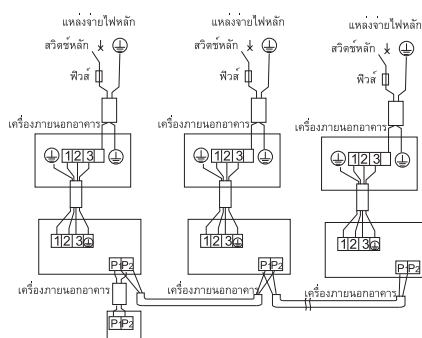 แหล่งจ่ายไฟหลัก แหล่งจ่ายไฟหลัก แหล่งจ่ายไฟหลัก
สวิตช์หลัก สวิตช์หลัก สวิตช์หลัก
ฟิวส์ ฟิวส์ ฟิวส์
เครื่องภายนอกอาคาร เครื่องภายนอกอาคาร เครื่องภายนอกอาคาร
1 2 3 1 2 3 1 2 3
1 2 3 1 2 3 1 2 3
P1 P2 P1 P2 P1 P2
เครื่องภายนอกอาคาร เครื่องภายนอกอาคาร เครื่องภายนอกอาคาร
P1 P2